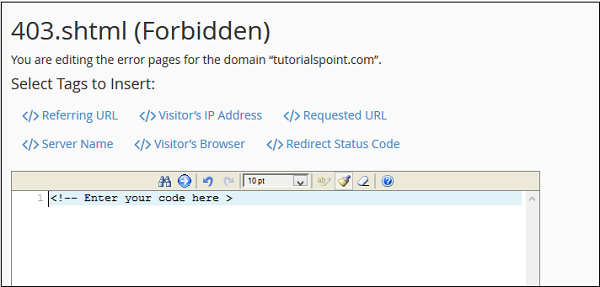 403.shtml (Forbidden)
You are editing the error pages for the domain “tutorialspoint.com”.
Select Tags to Insert:
</> Referring URL </> Visitor’s IP Address </> Requested URL
</> Server Name </> Visitor’s Browser </> Redirect Status Code
10 pt
1 <!-- Enter your code here >